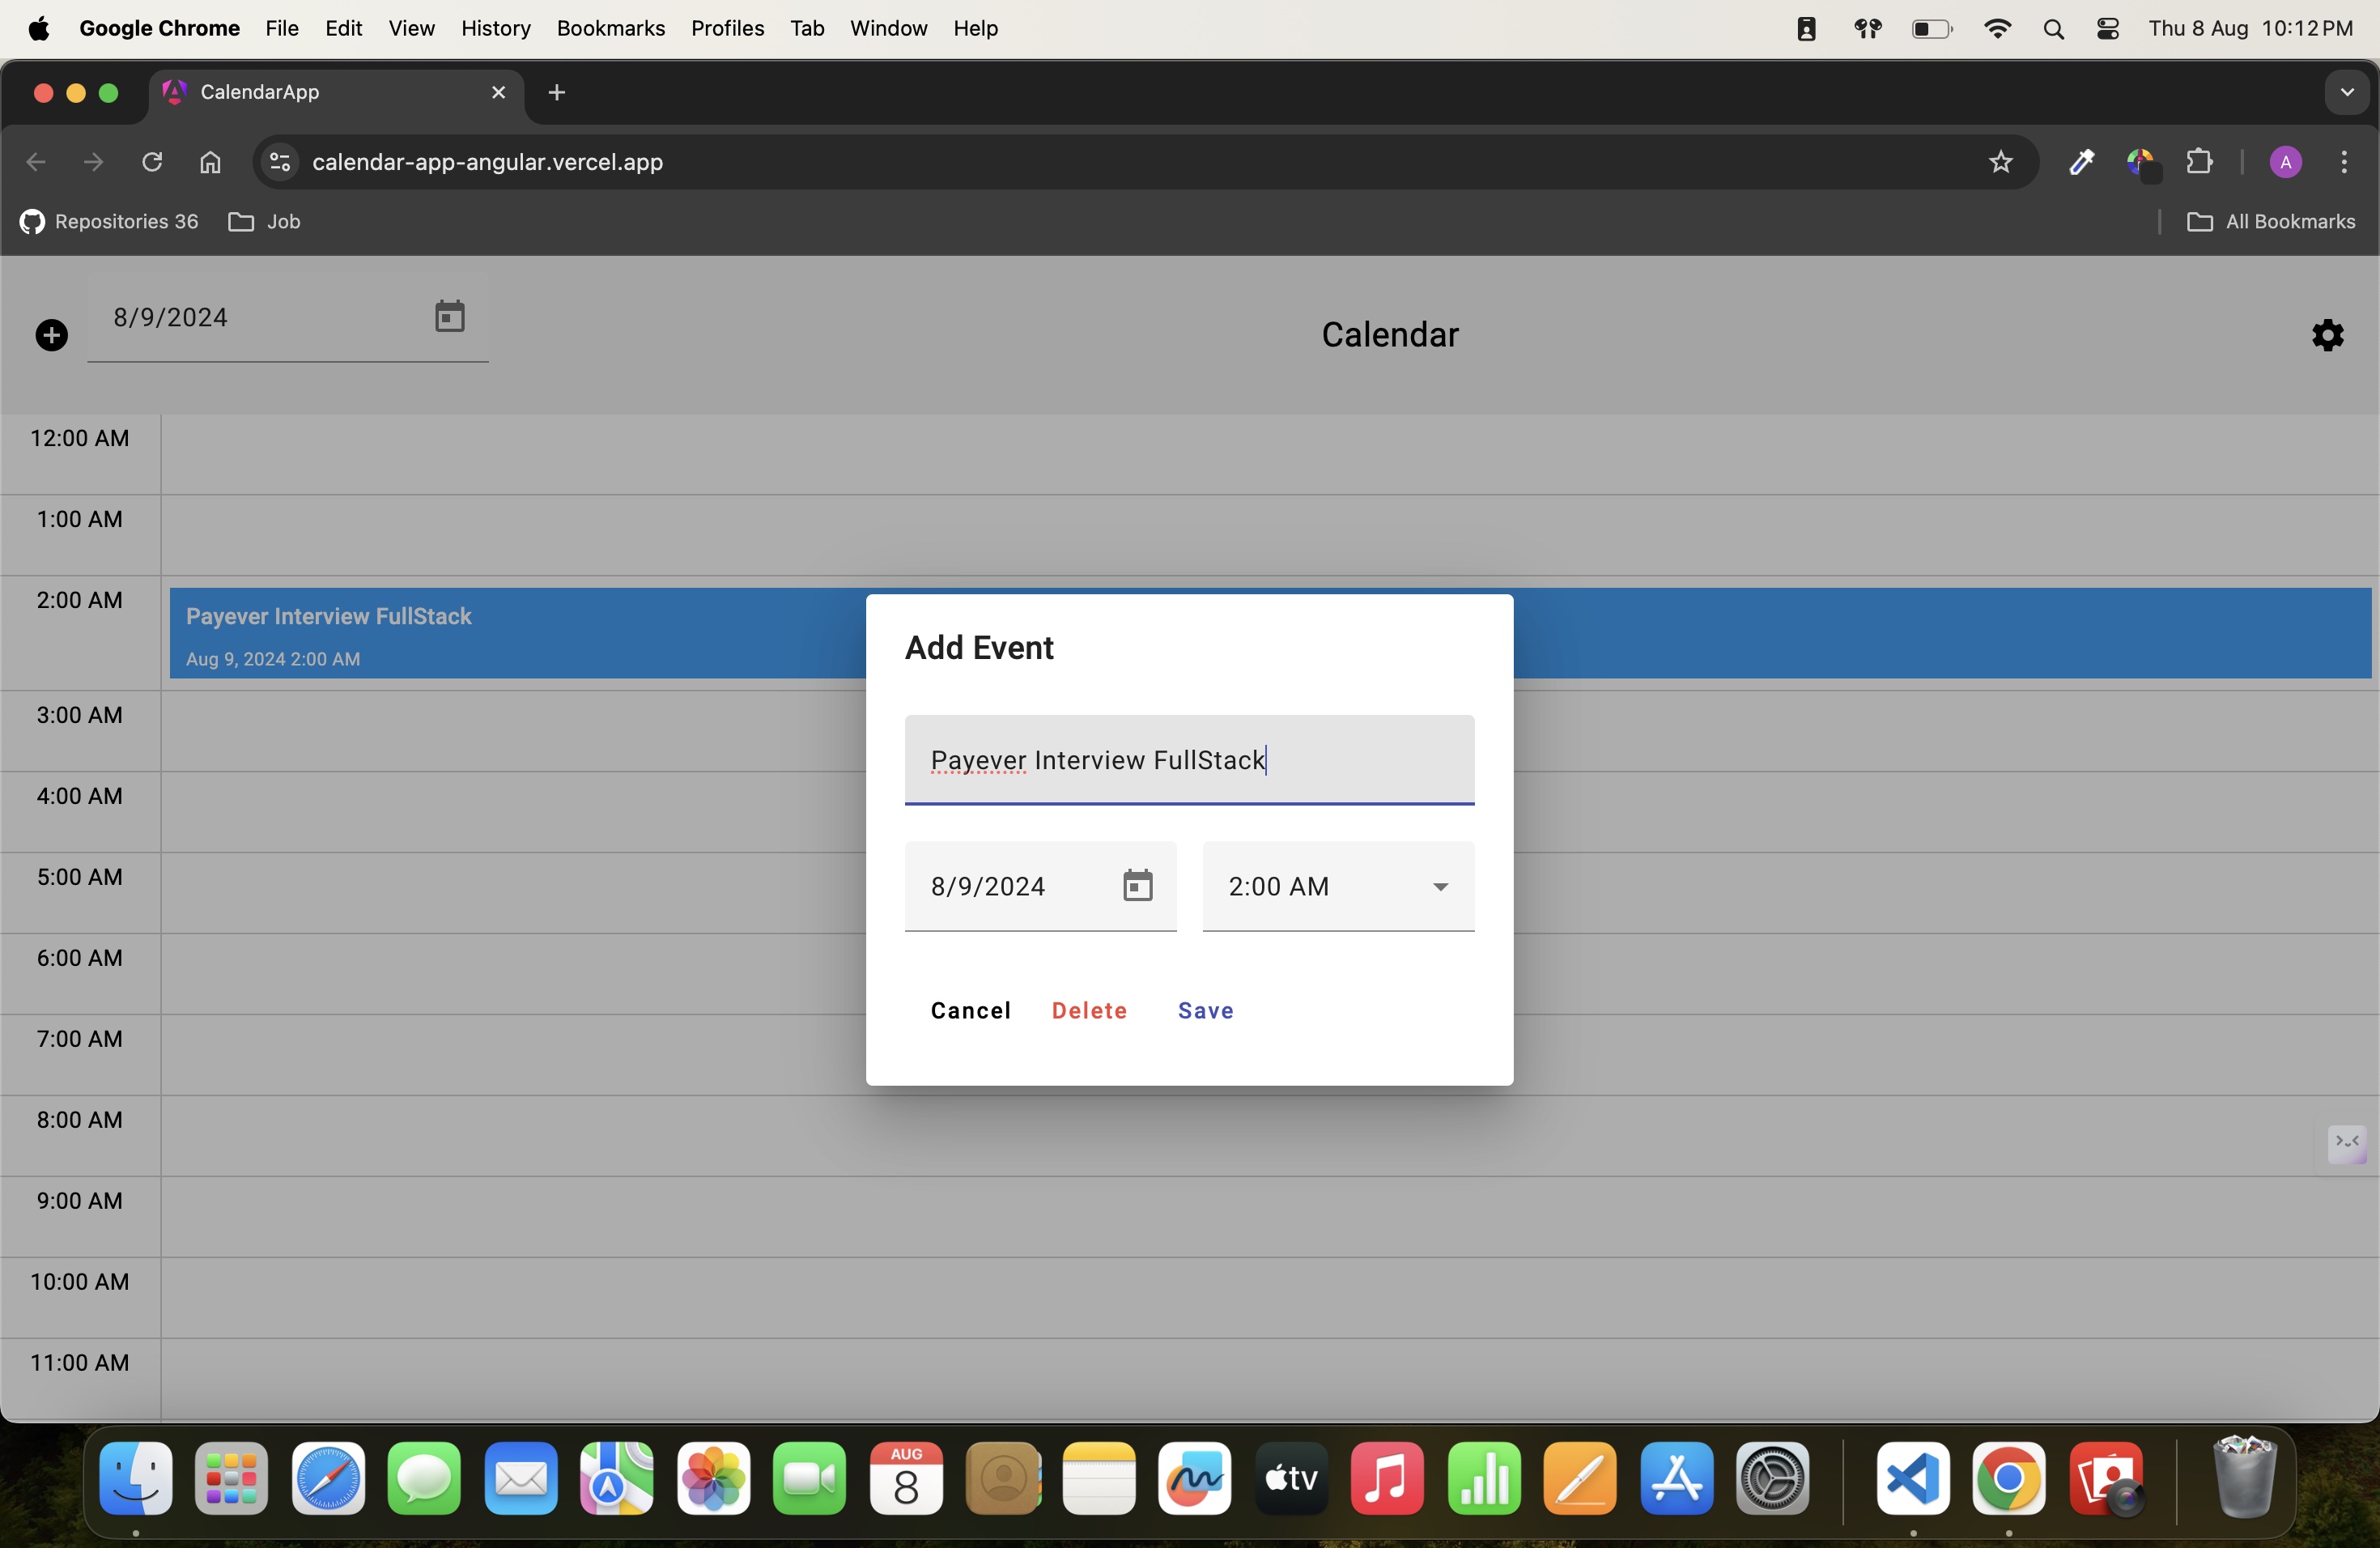 Google Chrome File Edit View History Bookmarks Profiles Tab Window Help Thu 8 Aug 10:12 PM
CalendarApp
calendar-app-angular.vercel.app A
Repositories 36 Job All Bookmarks
8/9/2024 Calendar
12:00 AM
1:00 AM
2:00 AM
Payever Interview FullStack
Aug 9, 2024 2:00 AM
Add Event
Payever Interview FullStack
8/9/2024 2:00 AM
Cancel Delete Save
3:00 AM
4:00 AM
5:00 AM
6:00 AM
7:00 AM
8:00 AM
9:00 AM
10:00 AM
11:00 AM
AUG
8
tv